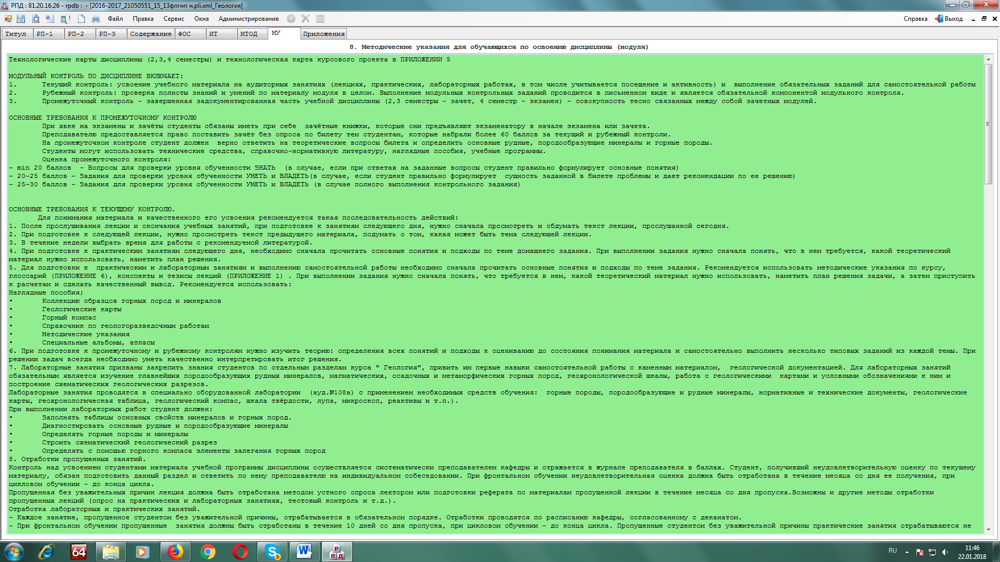 РПД : 81.20.16.26 - rpdb : - [2016-2017_21050551_15_13фпгнп н.pli.xml_Геология]
Файл Правка Сервис Окна Администрирование Справка Выход
Титул РП-1 РП-2 РП-3 Содержание ФОС ИТ МТОД МУ Приложения
8. Методические указания для обучающихся по освоению дисциплины (модуля)
Технологические карты дисциплины (2,3,4 семестры) и технологическая карта курсового проекта в ПРИЛОЖЕНИИ 5
МОДУЛЬНЫЙ КОНТРОЛЬ ПО ДИСЦИПЛИНЕ ВКЛЮЧАЕТ:
1. Текущий контроль: усвоение учебного материала на аудиторных занятиях (лекциях, практических, лабораторных работах, в том числе учитывается посещение и активность) и выполнение обязательных заданий для самостоятельной работы
2. Рубежный контроль: проверка полноты знаний и умений по материалу модуля в целом. Выполнение модульных контрольных заданий проводится в письменном виде и является обязательной компонентой модульного контроля.
3. Промежуточный контроль - завершенная задокументированная часть учебной дисциплины (2,3 семестры - зачет, 4 семестр - экзамен) – совокупность тесно связанных между собой зачетных модулей.
ОСНОВНЫЕ ТРЕБОВАНИЯ К ПРОМЕЖУТОЧНОМУ КОНТРОЛЮ
При явке на экзамены и зачёты студенты обязаны иметь при себе зачётные книжки, которые они предъявляют экзаменатору в начале экзамена или зачета.
Преподавателю предоставляется право поставить зачёт без опроса по билету тем студентам, которые набрали более 60 баллов за текущий и рубежный контроли.
На промежуточном контроле студент должен верно ответить на теоретические вопросы билета и определить основные рудные, породообразующие минералы и горные породы.
Студенты могут использовать технические средства, справочно-нормативную литературу, наглядные пособия, учебные программы.
Оценка промежуточного контроля:
- min 20 баллов - Вопросы для проверки уровня обученности ЗНАТЬ (в случае, если при ответах на заданные вопросы студент правильно формулирует основные понятия)
- 20-25 баллов – Задания для проверки уровня обученности УМЕТЬ и ВЛАДЕТЬ(в случае, если студент правильно формулирует сущность заданной в билете проблемы и дает рекомендации по ее решению)
- 25-30 баллов - Задания для проверки уровня обученности УМЕТЬ и ВЛАДЕТЬ (в случае полного выполнения контрольного задания)
ОСНОВНЫЕ ТРЕБОВАНИЯ К ТЕКУЩЕМУ КОНТРОЛЮ.
Для понимания материала и качественного его усвоения рекомендуется такая последовательность действий:
1. После прослушивания лекции и окончания учебных занятий, при подготовке к занятиям следующего дня, нужно сначала просмотреть и обдумать текст лекции, прослушанной сегодня.
2. При подготовке к следующей лекции, нужно просмотреть текст предыдущего материала, подумать о том, какая может быть тема следующей лекции.
3. В течение недели выбрать время для работы с рекомендуемой литературой.
4. При подготовке к практическим занятиям следующего дня, необходимо сначала прочитать основные понятия и подходы по теме домашнего задания. При выполнении задания нужно сначала понять, что в нем требуется, какой теоретический
материал нужно использовать, наметить план решения.
5. Для подготовки к практическим и лабораторным занятиям и выполнению самостоятельной работы необходимо сначала прочитать основные понятия и подходы по теме задания. Рекомендуется использовать методические указания по курсу,
глоссарий (ПРИЛОЖЕНИЕ 6), конспекты и тезисы лекций (ПРИЛОЖЕНИЕ 1) . При выполнении задания нужно сначала понять, что требуется в нем, какой теоретический материал нужно использовать, наметить план решения задачи, а затем приступить
к расчетам и сделать качественный вывод. Рекомендуется использовать:
Наглядные пособия;
• Коллекцию образцов горных пород и минералов
• Геологические карты
• Горный компас
• Справочник по геологоразведочным работам
• Методические указания
• Специальные альбомы, атласы
6. При подготовке к промежуточному и рубежному контролям нужно изучить теорию: определения всех понятий и подходы к оцениванию до состояния понимания материала и самостоятельно выполнить несколько типовых заданий из каждой темы. При
решении задач всегда необходимо уметь качественно интерпретировать итог решения.
7. Лабораторные занятия призваны закрепить знания студентов по отдельным разделам курса " Геология", привить им первые навыки самостоятельной работы с каменным материалом, геологической документацией. Для лабораторных занятий
обязательным является изучение главнейших породообразующих рудных минералов, магматических, осадочных и метаморфических горных пород, геохронологической шкалы, работа с геологическими картами и условными обозначениями к ним и
построение схематических геологических разрезов.
Лабораторные занятия проводятся в специально оборудованной лаборатории (ауд.№108а) с применением необходимых средств обучения: горные породы, породообразующие и рудные минералы, нормативные и технические документы, геологические
карты, геохронологическая таблица, геологический компас, шкала твёрдости, лупа, микроскоп, реактивы и т.п.).
При выполнении лабораторных работ студент должен:
• Заполнять таблицы основных свойств минералов и горных пород.
• Диагностировать основные рудные и породообразующие минералы
• Определять горные породы и минералы
• Строить схематический геологический разрез
• Определять с помощью горного компаса элементы залегания горных пород
8. Отработки пропущенных занятий.
Контроль над усвоением студентами материала учебной программы дисциплины осуществляется систематически преподавателем кафедры и отражается в журнале преподавателя в баллах. Студент, получивший неудовлетворительную оценку по текущему
материалу, обязан подготовить данный раздел и ответить по нему преподавателю на индивидуальном собеседовании. При фронтальном обучении неудовлетворительная оценка должна быть отработана в течение месяца со дня ее получения, при
цикловом обучении – до конца цикла.
Пропущенная без уважительных причин лекция должна быть отработана методом устного опроса лектором или подготовки реферата по материалам пропущенной лекции в течение месяца со дня пропуска.Возможны и другие методы отработки
пропущенных лекций (опрос на практических и лабораторных занятиях, тестовый контроль и т.д.).
Отработка лабораторных и практических занятий.
- Каждое занятие, пропущенное студентом без уважительной причины, отрабатывается в обязательном порядке. Отработки проводятся по расписанию кафедры, согласованному с деканатом.
- При фронтальном обучении пропущенные занятия должны быть отработаны в течение 10 дней со дня пропуска, при цикловом обучении – до конца цикла. Пропущенные студентом без уважительной причины практические занятия отрабатываются не
64
3
RU
11:46
22.01.2018